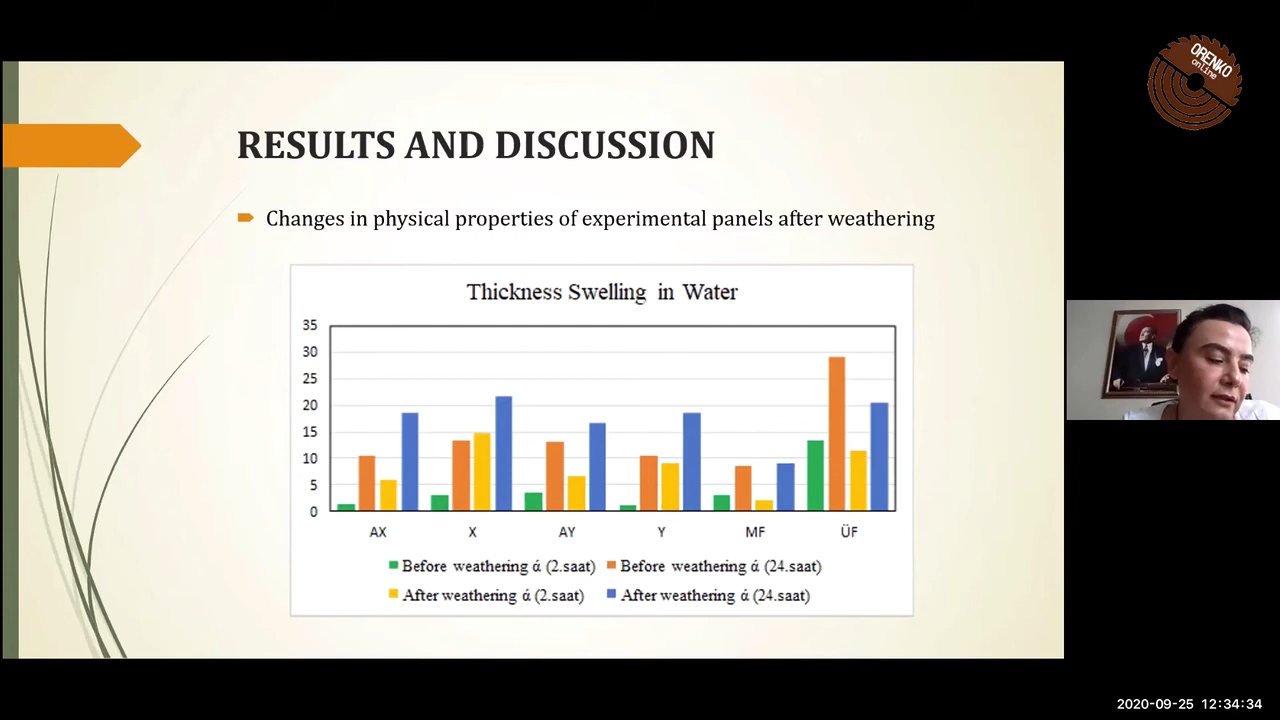 ORENKO
online
RESULTS AND DISCUSSION
Changes in physical properties of experimental panels after weathering
Thickness Swelling in Water
35
30
25
20
15
10
5
0
AX X AY Y MF ÜF
Before weathering ά (2.saat) Before weathering ά (24.saat)
After weathering ά (2.saat) After weathering ά (24.saat)
2020-09-25 12:34:34